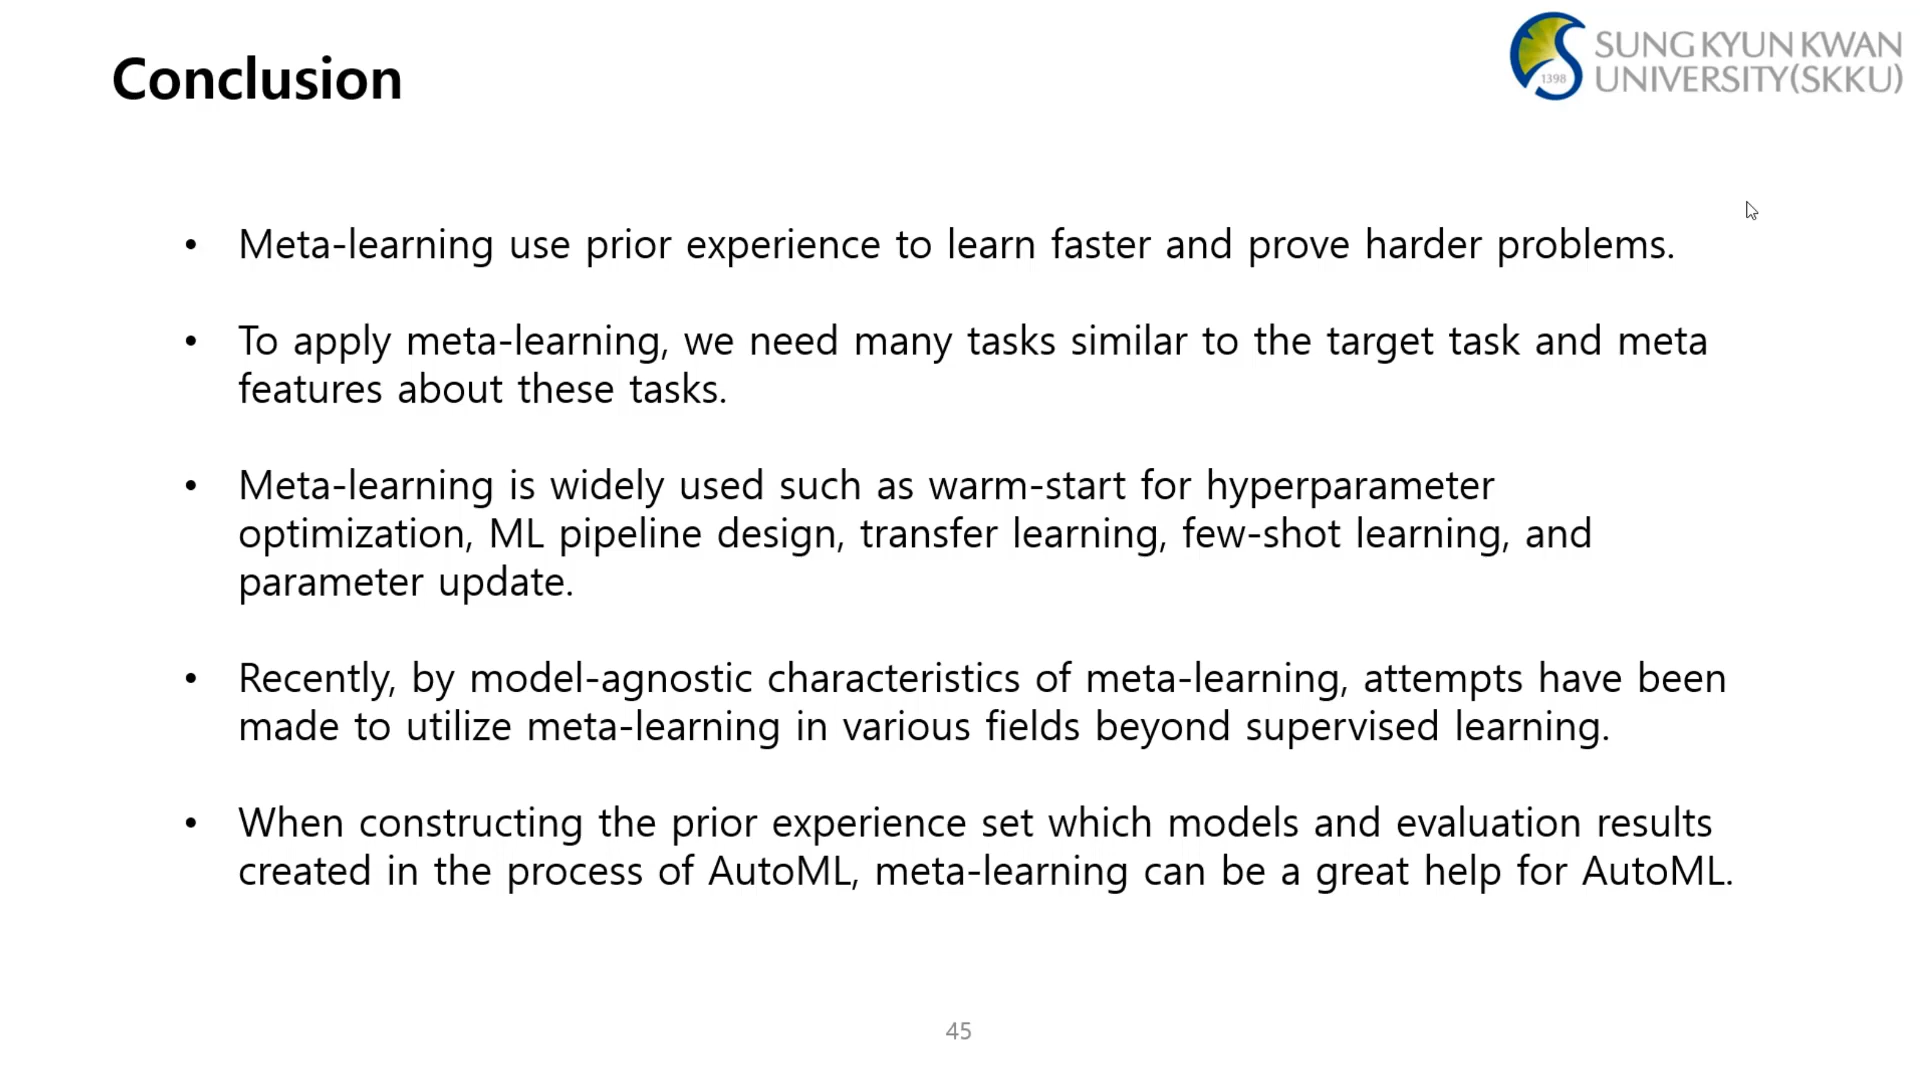 Conclusion
SUNG KYUN KWAN
UNIVERSITY(SKKU)
1398
• Meta-learning use prior experience to learn faster and prove harder problems.
• To apply meta-learning, we need many tasks similar to the target task and meta
features about these tasks.
• Meta-learning is widely used such as warm-start for hyperparameter
optimization, ML pipeline design, transfer learning, few-shot learning, and
parameter update.
• Recently, by model-agnostic characteristics of meta-learning, attempts have been
made to utilize meta-learning in various fields beyond supervised learning.
• When constructing the prior experience set which models and evaluation results
created in the process of AutoML, meta-learning can be a great help for AutoML.
45